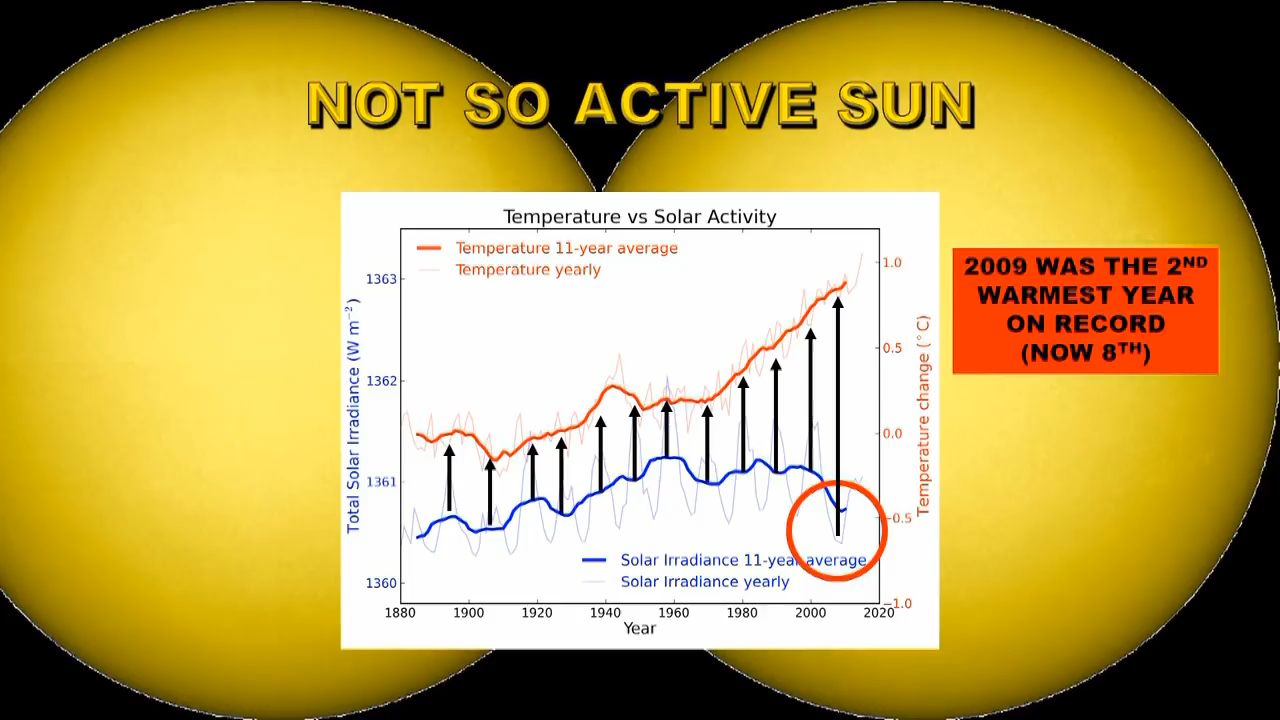 NOT SO ACTIVE SUN
Temperature vs Solar Activity
Temperature 11-year average
Temperature yearly
1363
1362
1361
1360
Total Solar Irradiance (W m⁻²)
1.0
0.5
0.0
−0.5
−1.0
Temperature change (°C)
Solar Irradiance 11-year average
Solar Irradiance yearly
1880 1900 1920 1940 1960 1980 2000 2020
Year
2009 WAS THE 2ND
WARMEST YEAR
ON RECORD
(NOW 8TH)